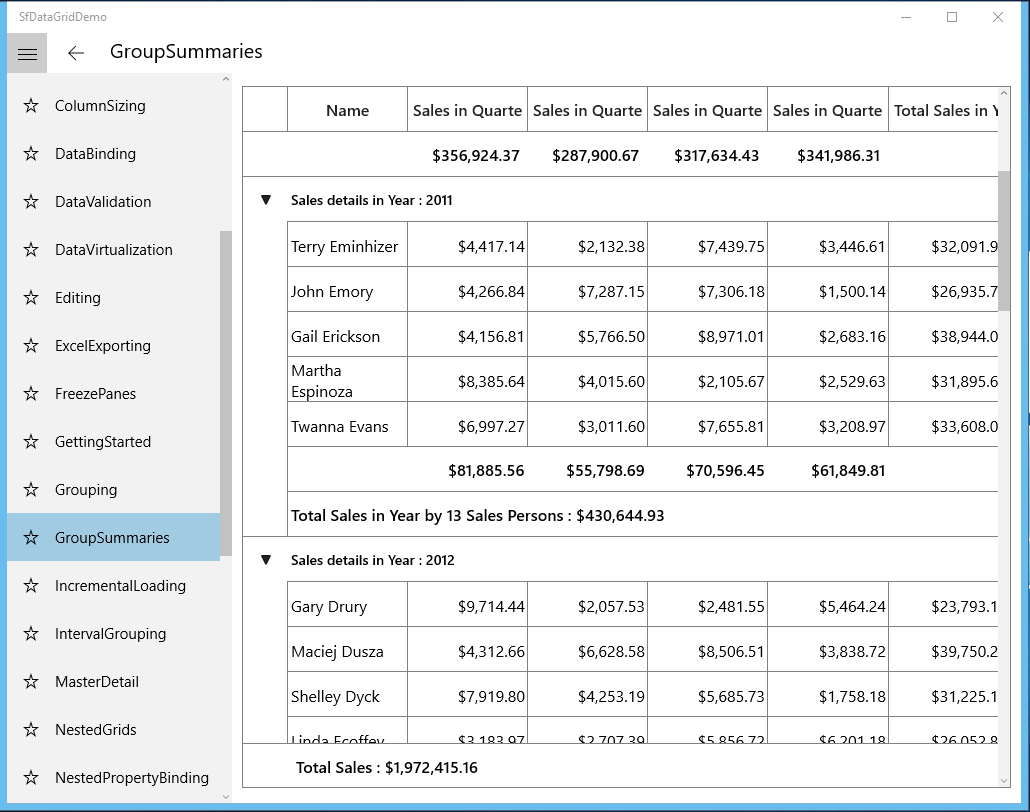 SfDataGridDemo
GroupSummaries
ColumnSizing
DataBinding
DataValidation
DataVirtualization
Editing
ExcelExporting
FreezePanes
GettingStarted
Grouping
GroupSummaries
IncrementalLoading
IntervalGrouping
MasterDetail
NestedGrids
NestedPropertyBinding
Name Sales in Quarte Sales in Quarte Sales in Quarte Sales in Quarte Total Sales in Y
$356,924.37 $287,900.67 $317,634.43 $341,986.31
Sales details in Year : 2011
Terry Eminhizer $4,417.14 $2,132.38 $7,439.75 $3,446.61 $32,091.9
John Emory $4,266.84 $7,287.15 $7,306.18 $1,500.14 $26,935.7
Gail Erickson $4,156.81 $5,766.50 $8,971.01 $2,683.16 $38,944.0
Martha
Espinoza $8,385.64 $4,015.60 $2,105.67 $2,529.63 $31,895.6
Twanna Evans $6,997.27 $3,011.60 $7,655.81 $3,208.97 $33,608.0
$81,885.56 $55,798.69 $70,596.45 $61,849.81
Total Sales in Year by 13 Sales Persons : $430,644.93
Sales details in Year : 2012
Gary Drury $9,714.44 $2,057.53 $2,481.55 $5,464.24 $23,793.1
Maciej Dusza $4,312.66 $6,628.58 $8,506.51 $3,838.72 $39,750.2
Shelley Dyck $7,919.80 $4,253.19 $5,685.73 $1,758.18 $31,225.1
Linda Ecoffey $3,183.97 $2,707.39 $5,856.72 $6,201.18 $26,052.8
Total Sales : $1,972,415.16